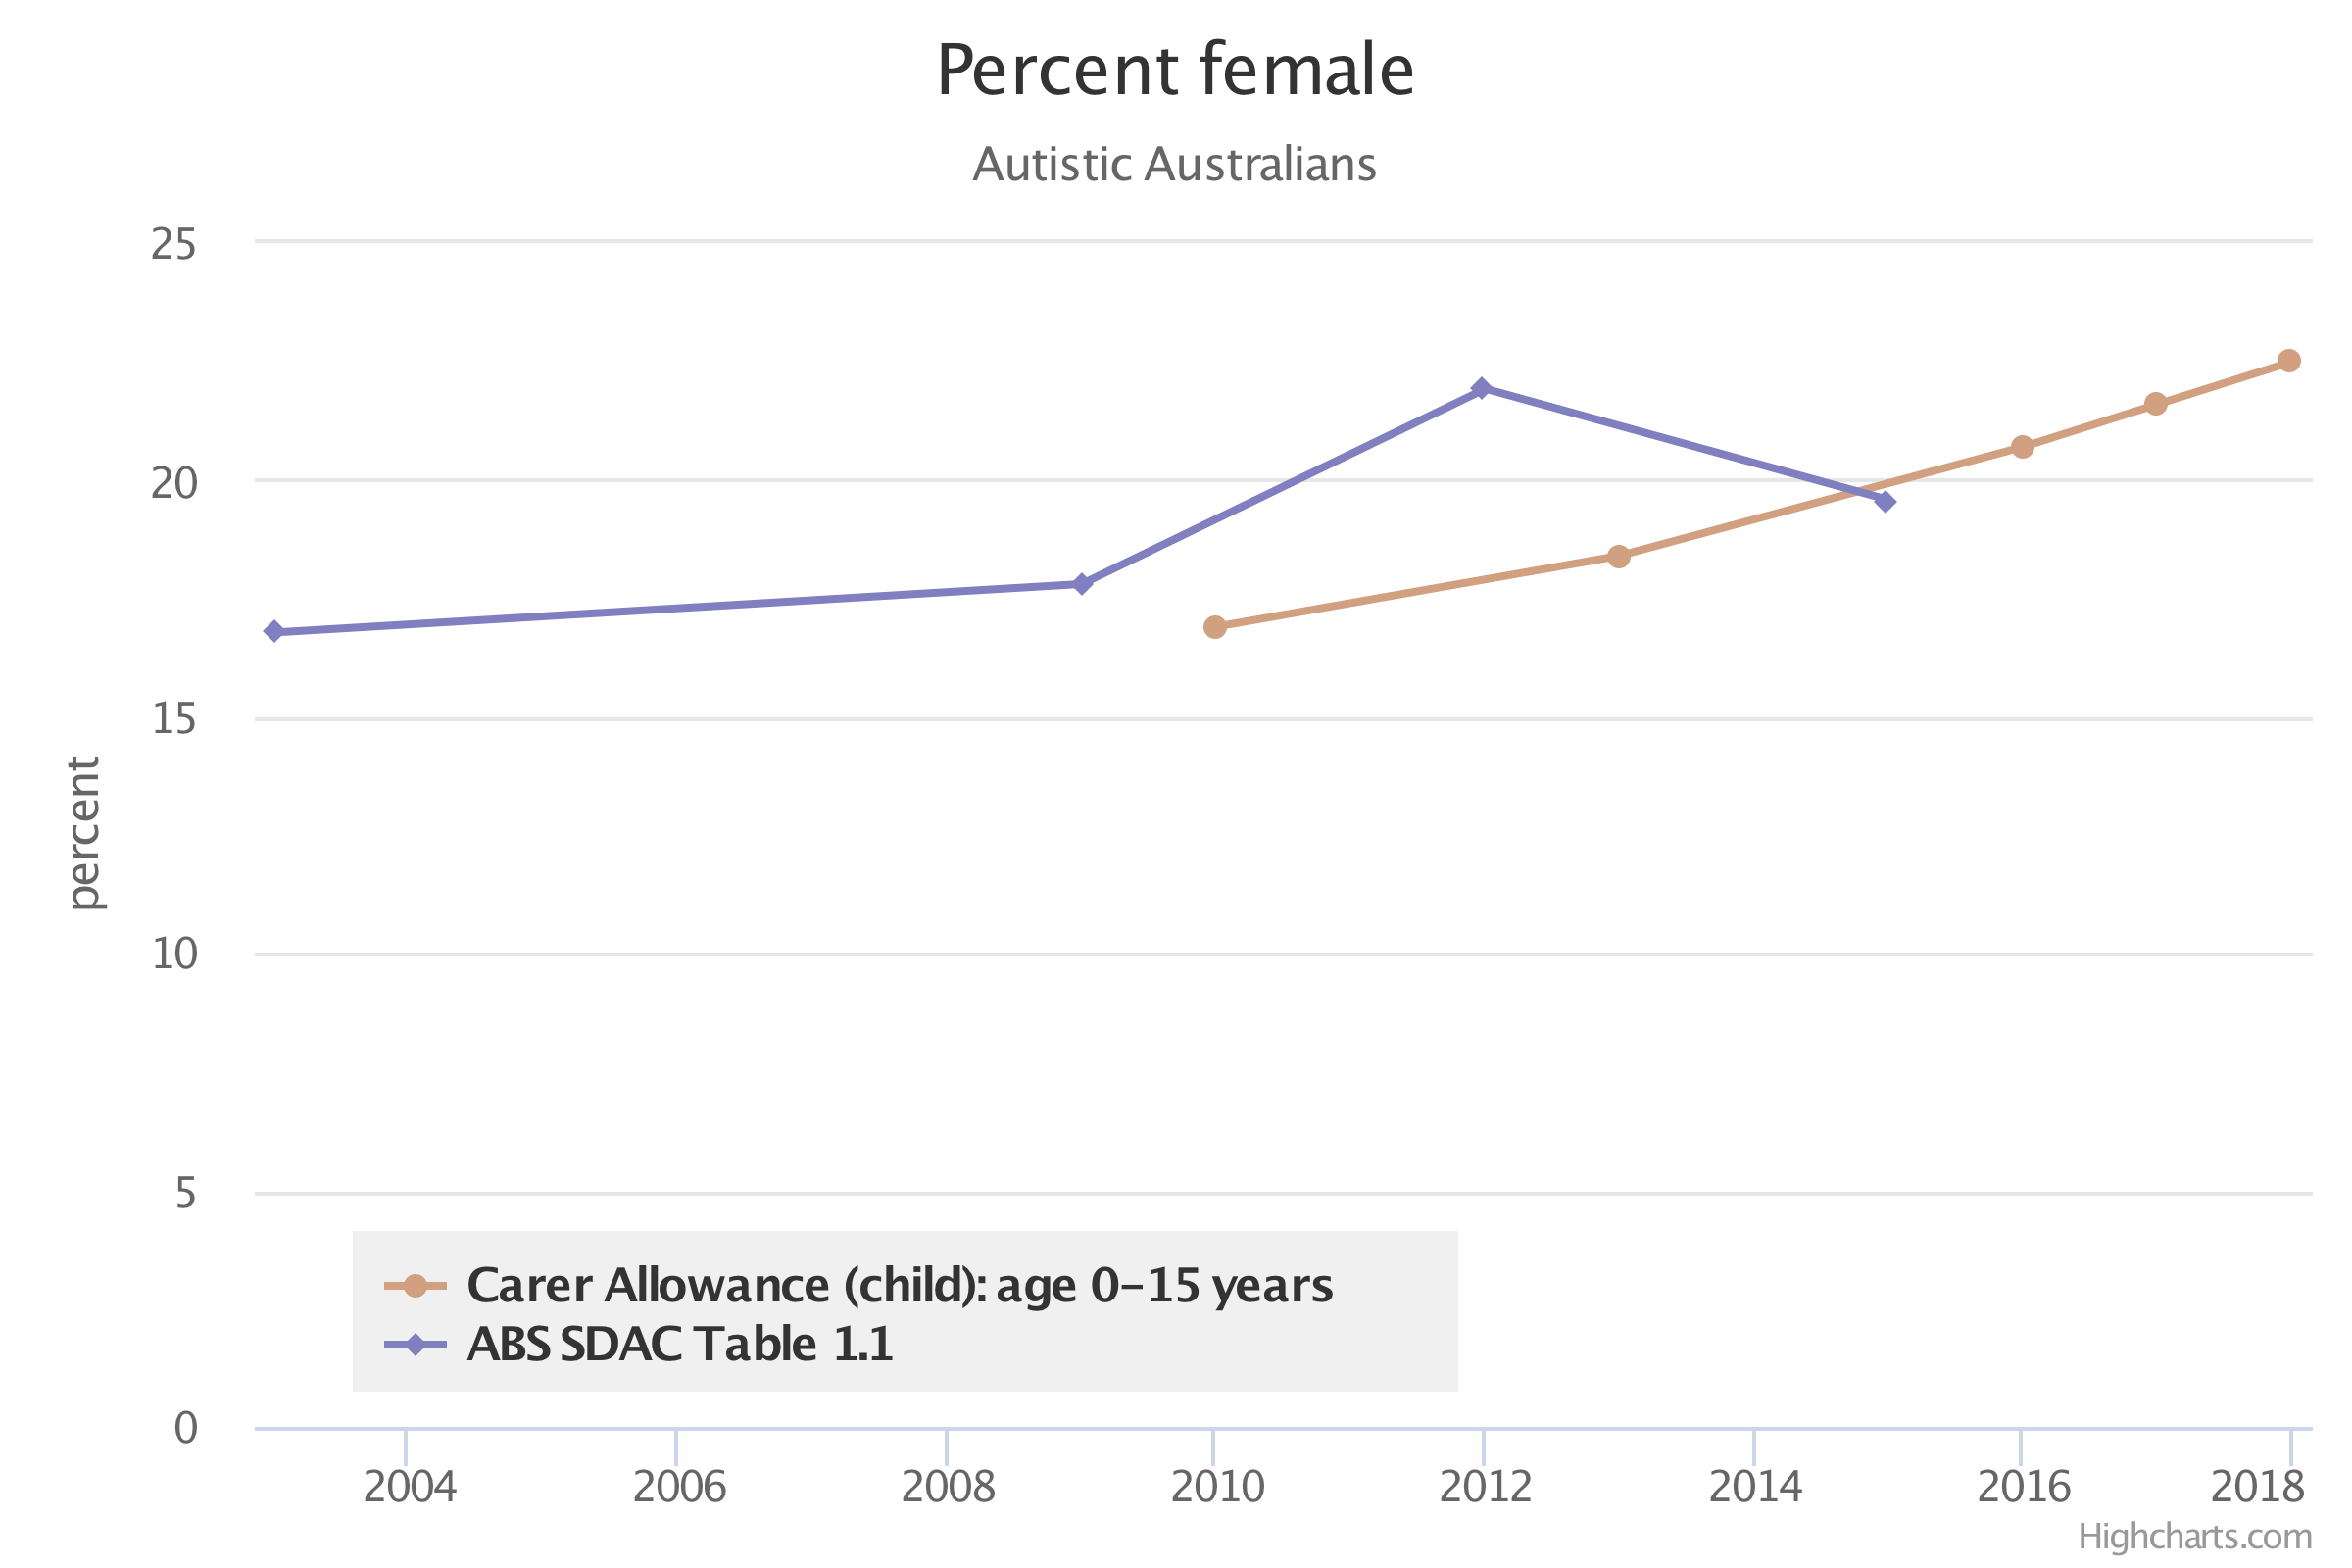 Percent female
Autistic Australians
25
20
15
10
5
0
percent
Carer Allowance (child): age 0–15 years
ABS SDAC Table 1.1
2004 2006 2008 2010 2012 2014 2016 2018
Highcharts.com